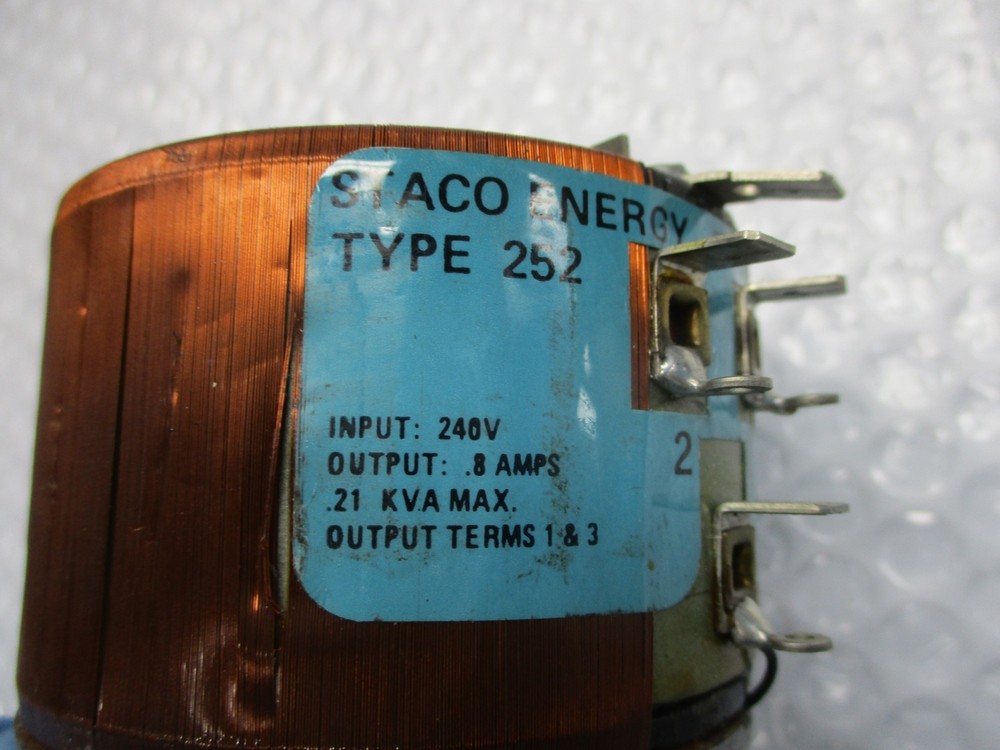 STACO ENERGY
TYPE 252
INPUT: 240V
OUTPUT: .8 AMPS
.21 KVA MAX.
OUTPUT TERMS 1 & 3
2